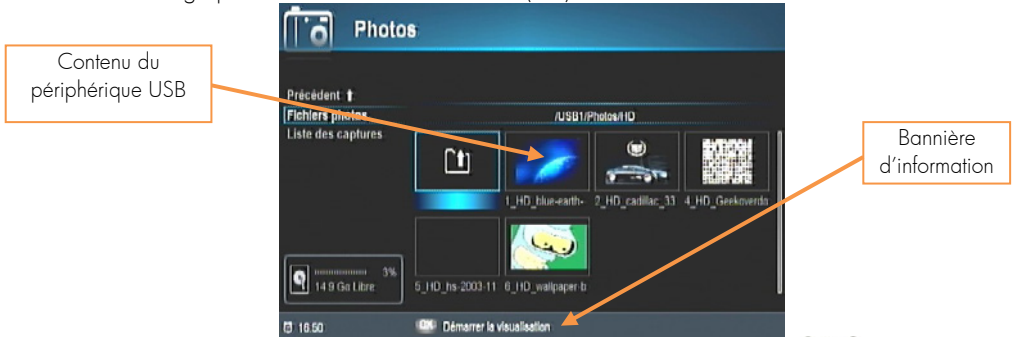 Photos
Contenu du
périphérique USB
Précédent
Fichiers photos
/USB1/Photos/HD
Liste des captures
Bannière
d'information
1_HD_blue-earth-
2_HD_cadillac_33
4_HD_Geekoverdo
3%
14.9 Go Libre
5_HD_hs-2003-11
6_HD_wallpaper-b
16:50
OK Démarrer la visualisation